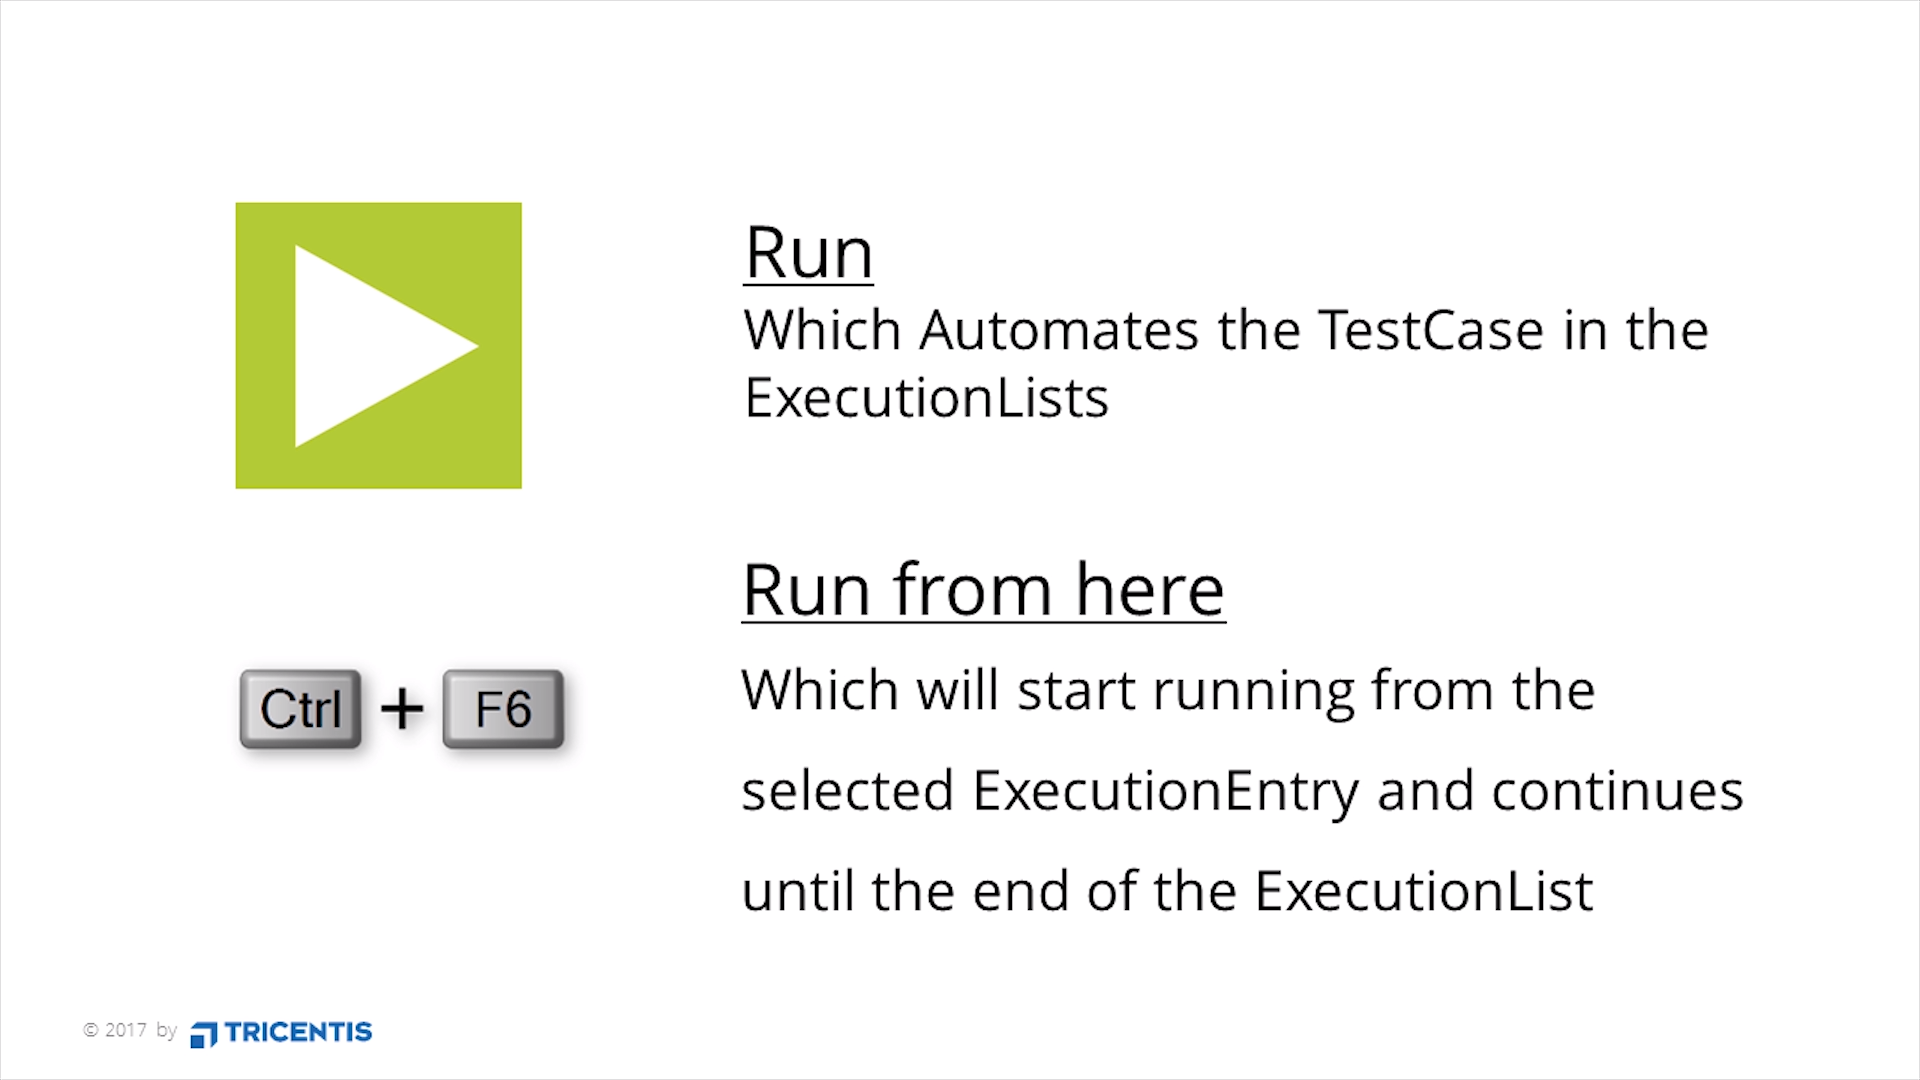 Run
Which Automates the TestCase in the
ExecutionLists
Run from here
Ctrl + F6
Which will start running from the
selected ExecutionEntry and continues
until the end of the ExecutionList
© 2017 by TRICENTIS